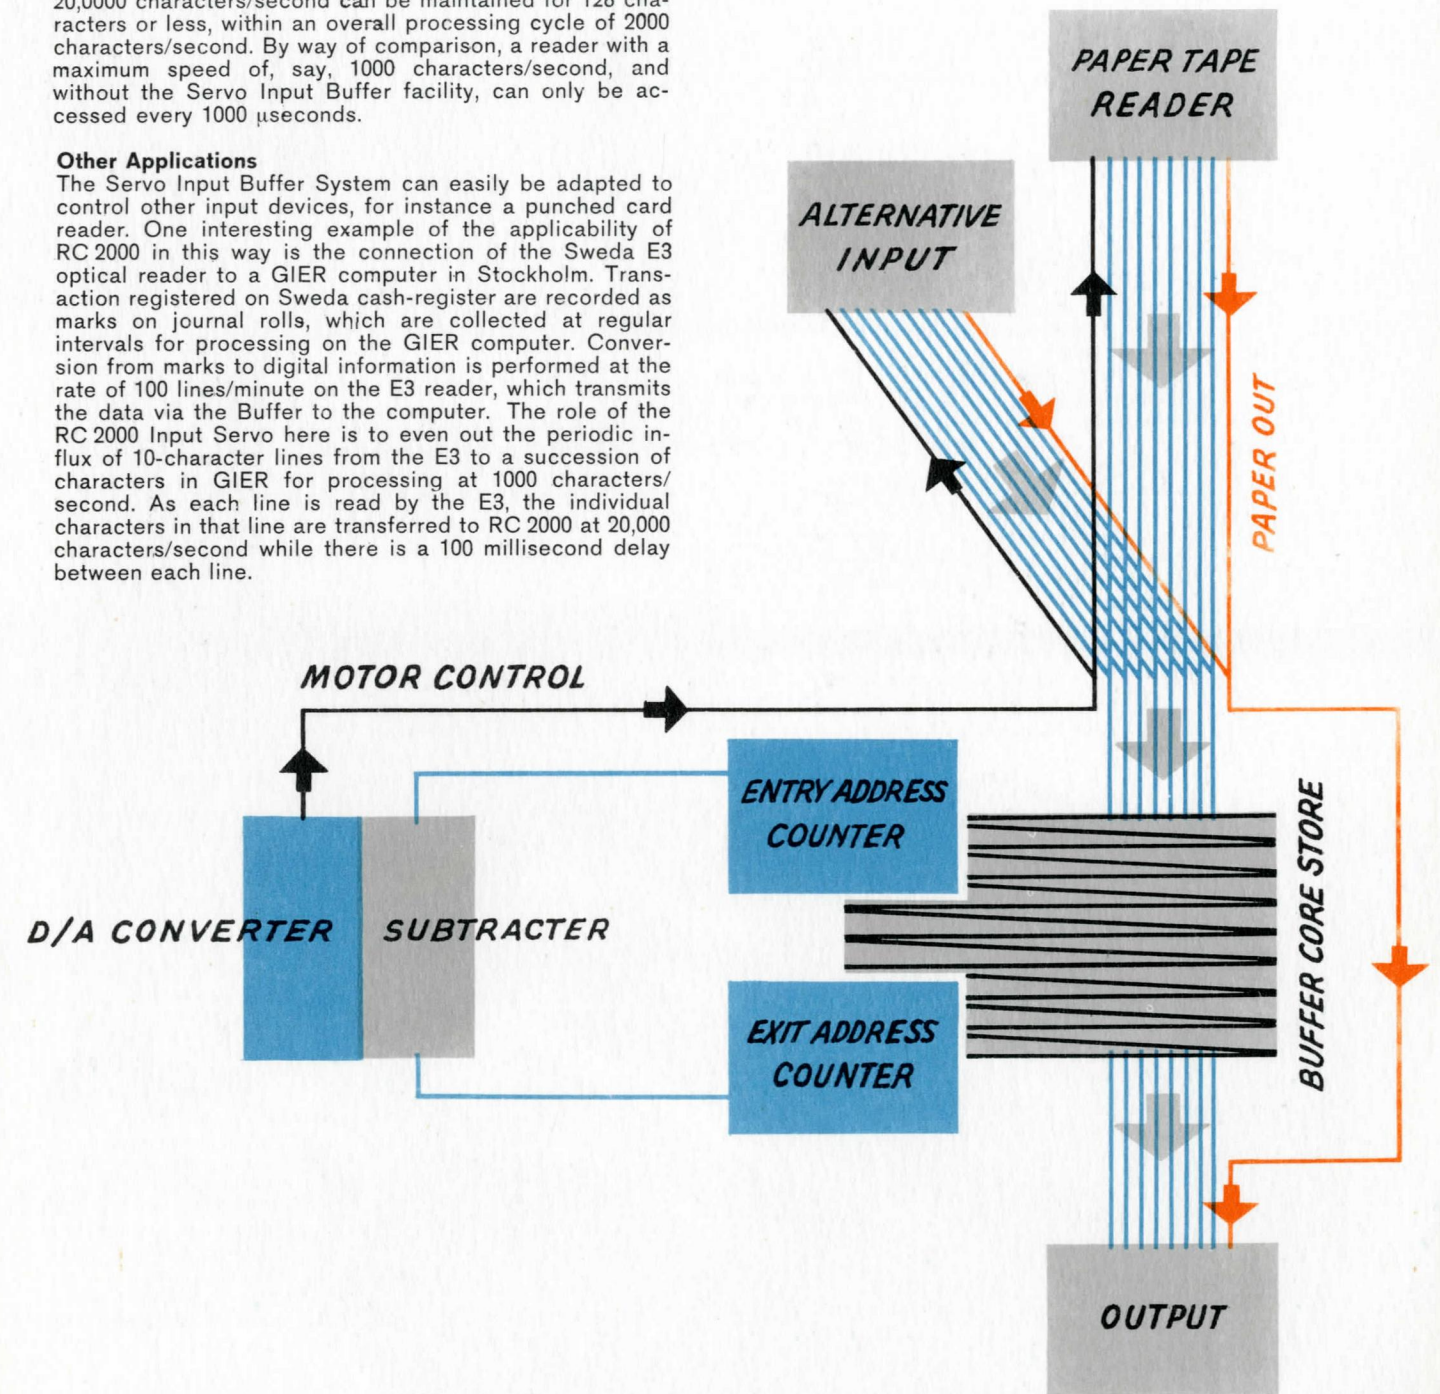 20,0000 characters/second can be maintained for 128 cha-
racters or less, within an overall processing cycle of 2000
characters/second. By way of comparison, a reader with a
maximum speed of, say, 1000 characters/second, and
without the Servo Input Buffer facility, can only be ac-
cessed every 1000 μseconds.
Other Applications
The Servo Input Buffer System can easily be adapted to
control other input devices, for instance a punched card
reader. One interesting example of the applicability of
RC 2000 in this way is the connection of the Sweda E3
optical reader to a GIER computer in Stockholm. Trans-
action registered on Sweda cash-register are recorded as
marks on journal rolls, which are collected at regular
intervals for processing on the GIER computer. Conver-
sion from marks to digital information is performed at the
rate of 100 lines/minute on the E3 reader, which transmits
the data via the Buffer to the computer. The role of the
RC 2000 Input Servo here is to even out the periodic in-
flux of 10-character lines from the E3 to a succession of
characters in GIER for processing at 1000 characters/
second. As each line is read by the E3, the individual
characters in that line are transferred to RC 2000 at 20,000
characters/second while there is a 100 millisecond delay
between each line.
PAPER TAPE
READER
ALTERNATIVE
INPUT
PAPER OUT
MOTOR CONTROL
ENTRY ADDRESS
COUNTER
BUFFER CORE STORE
D/A CONVERTER
SUBTRACTER
EXIT ADDRESS
COUNTER
OUTPUT